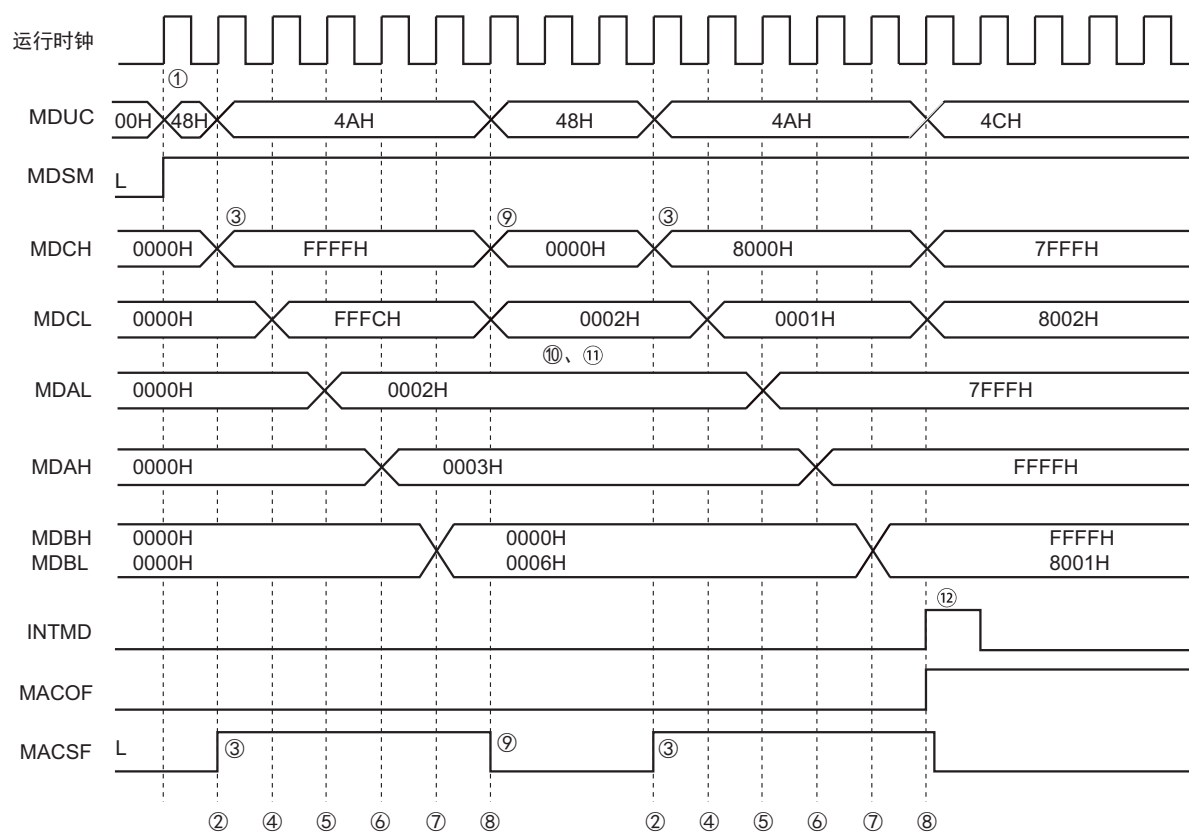 运行时钟
①
MDUC 00H 48H 4AH 48H 4AH 4CH
MDSM L
③ ⑨ ③
MDCH 0000H FFFFH 0000H 8000H 7FFFH
MDCL 0000H FFFCH 0002H 0001H 8002H
⑩、⑪
MDAL 0000H 0002H 7FFFH
MDAH 0000H 0003H FFFFH
MDBH 0000H 0000H FFFFH
MDBL 0000H 0006H 8001H
⑫
INTMD
MACOF
MACSF L ③ ⑨ ③
② ④ ⑤ ⑥ ⑦ ⑧ ② ④ ⑤ ⑥ ⑦ ⑧